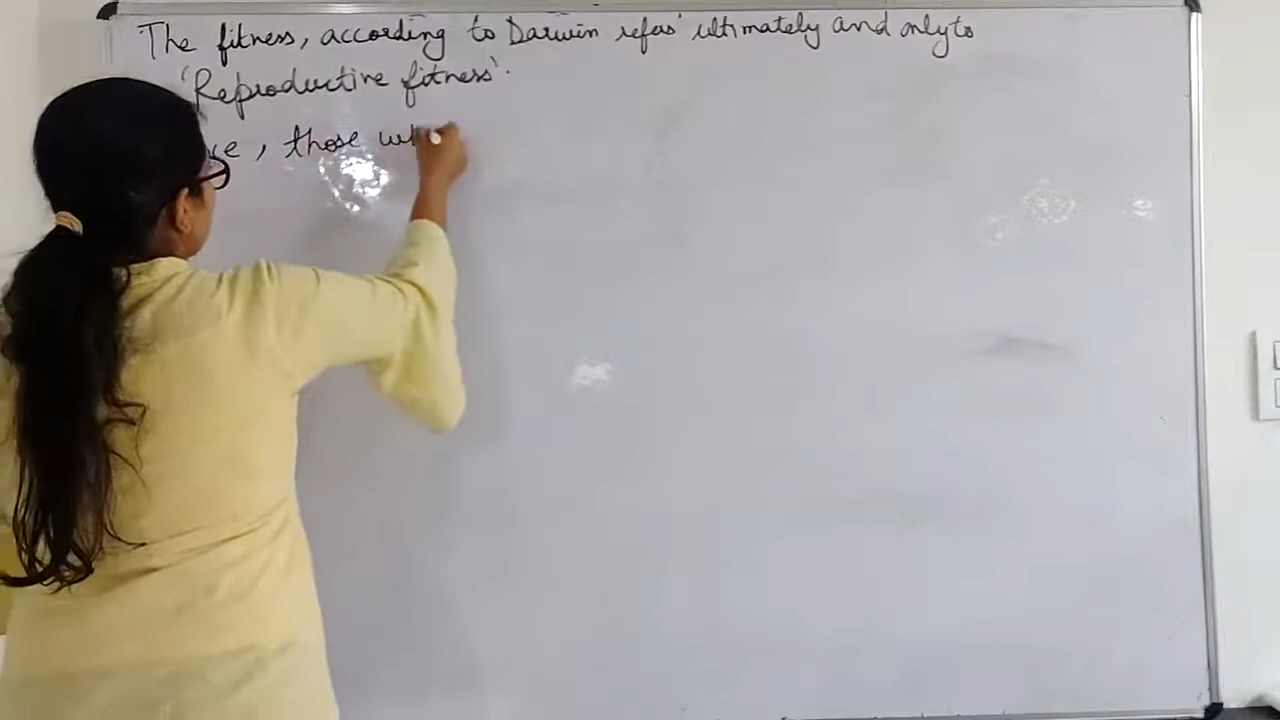 The fitness, according to Darwin refers ultimately and only to
'Reproductive fitness'.
, those